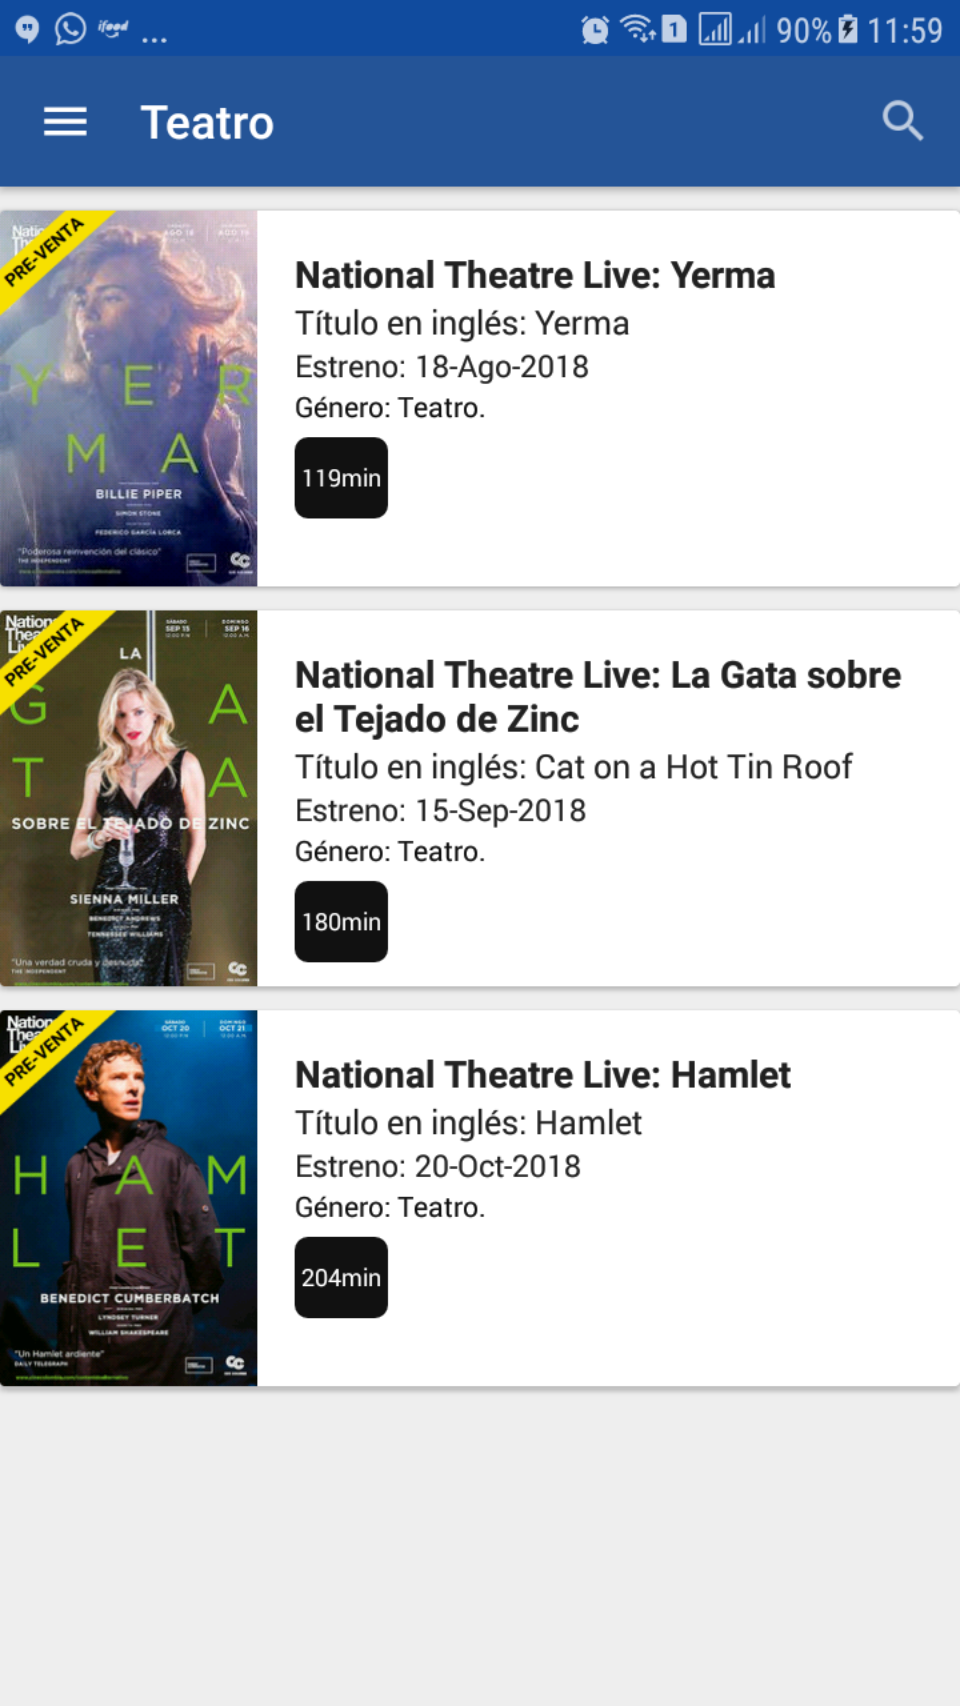 ifood ... 1 90% 11:59
Teatro
PRE-VENTA
AGO 18 AGO 19
Y E R
M A
BILLIE PIPER
SIMON STONE
FEDERICO GARCÍA LORCA
"Poderosa reinvención del clásico"
THE INDEPENDENT
National Theatre Live: Yerma
Título en inglés: Yerma
Estreno: 18-Ago-2018
Género: Teatro.
119min
PRE-VENTA
SÁBADO DOMINGO
SEP 15 SEP 16
LA
G A
T A
SOBRE EL TEJADO DE ZINC
SIENNA MILLER
BENEDICT ANDREWS
TENNESSEE WILLIAMS
"Una verdad cruda y desnuda"
THE INDEPENDENT
National Theatre Live: La Gata sobre
el Tejado de Zinc
Título en inglés: Cat on a Hot Tin Roof
Estreno: 15-Sep-2018
Género: Teatro.
180min
PRE-VENTA
SÁBADO DOMINGO
OCT 20 OCT 21
H A M
L E T
BENEDICT CUMBERBATCH
LYNDSEY TURNER
WILLIAM SHAKESPEARE
"Un Hamlet ardiente"
DAILY TELEGRAPH
National Theatre Live: Hamlet
Título en inglés: Hamlet
Estreno: 20-Oct-2018
Género: Teatro.
204min